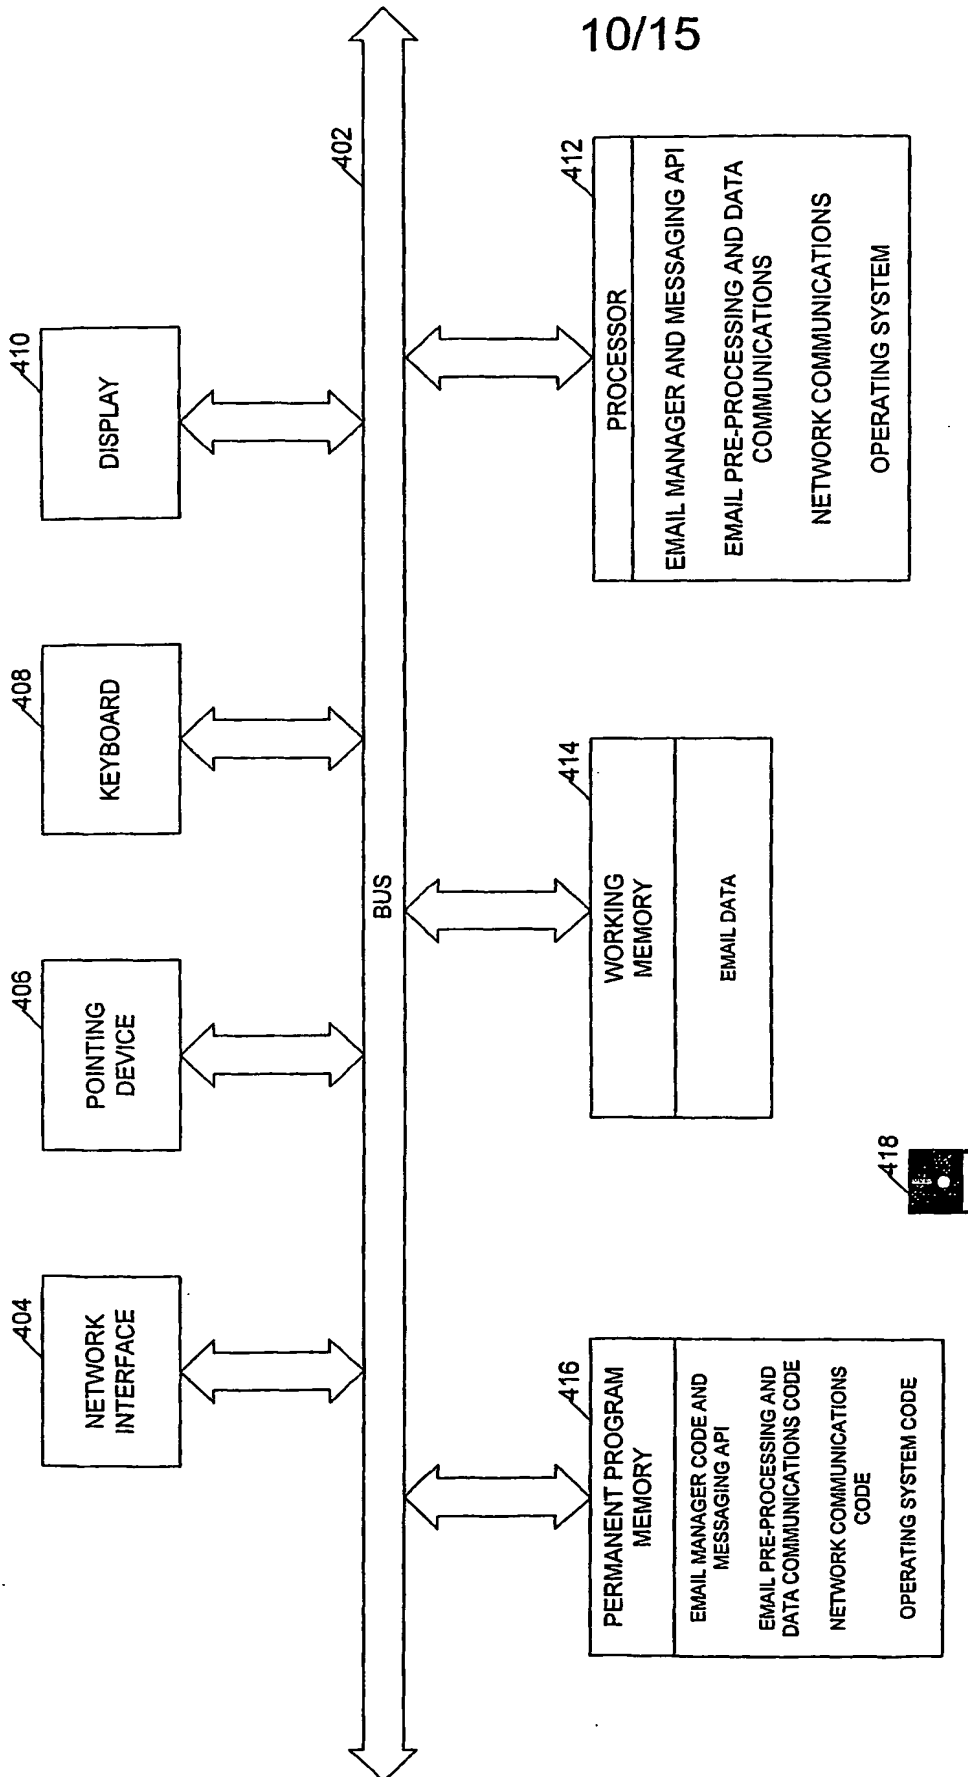 10/15
404
NETWORK
INTERFACE
406
POINTING
DEVICE
408
KEYBOARD
410
DISPLAY
BUS
402
416
PERMANENT PROGRAM
MEMORY
EMAIL MANAGER CODE AND
MESSAGING API
EMAIL PRE-PROCESSING AND
DATA COMMUNICATIONS CODE
NETWORK COMMUNICATIONS
CODE
OPERATING SYSTEM CODE
418
414
WORKING
MEMORY
EMAIL DATA
412
PROCESSOR
EMAIL MANAGER AND MESSAGING API
EMAIL PRE-PROCESSING AND DATA
COMMUNICATIONS
NETWORK COMMUNICATIONS
OPERATING SYSTEM